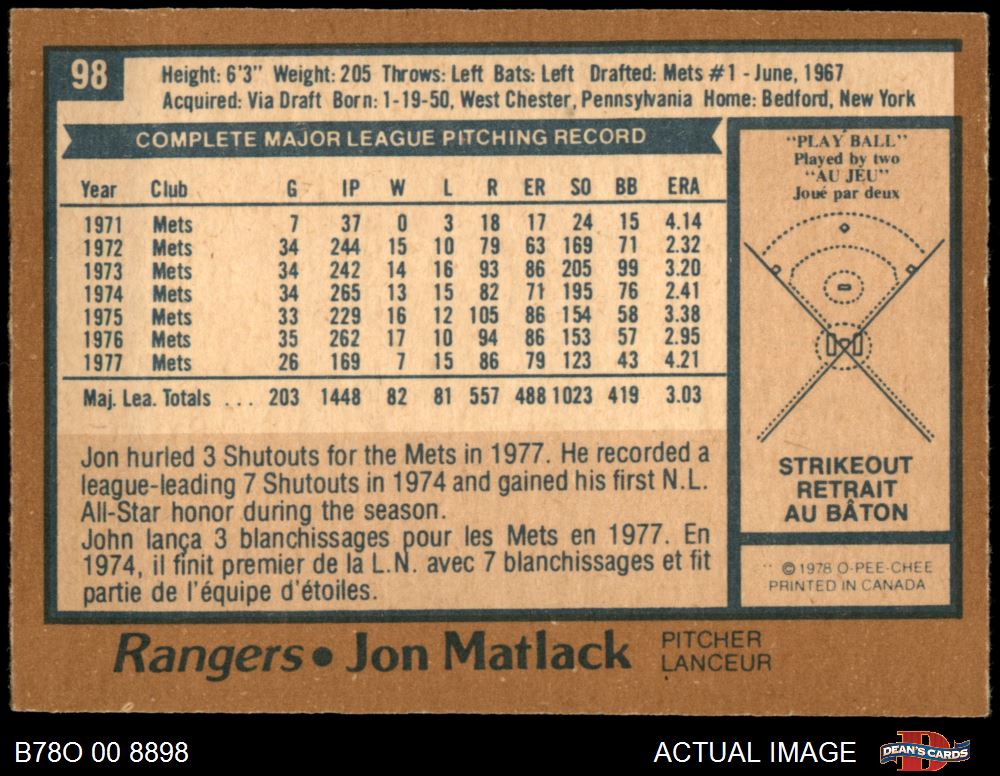 98
Height: 6'3" Weight: 205 Throws: Left Bats: Left Drafted: Mets #1 - June, 1967
Acquired: Via Draft Born: 1-19-50, West Chester, Pennsylvania Home: Bedford, New York
COMPLETE MAJOR LEAGUE PITCHING RECORD
Year Club G IP W L R ER SO BB ERA
1971 Mets 7 37 0 3 18 17 24 15 4.14
1972 Mets 34 244 15 10 79 63 169 71 2.32
1973 Mets 34 242 14 16 93 86 205 99 3.20
1974 Mets 34 265 13 15 82 71 195 76 2.41
1975 Mets 33 229 16 12 105 86 154 58 3.38
1976 Mets 35 262 17 10 94 86 153 57 2.95
1977 Mets 26 169 7 15 86 79 123 43 4.21
Maj. Lea. Totals ... 203 1448 82 81 557 488 1023 419 3.03
Jon hurled 3 Shutouts for the Mets in 1977. He recorded a
league-leading 7 Shutouts in 1974 and gained his first N.L.
All-Star honor during the season.
John lança 3 blanchissages pour les Mets en 1977. En
1974, il finit premier de la L.N. avec 7 blanchissages et fit
partie de l'équipe d'étoiles.
"PLAY BALL"
Played by two
"AU JEU"
Joué par deux
STRIKEOUT
RETRAIT
AU BÂTON
© 1978 O-PEE-CHEE
PRINTED IN CANADA
Rangers • Jon Matlack
PITCHER
LANCEUR
B78O 00 8898
ACTUAL IMAGE
DEAN'S CARDS